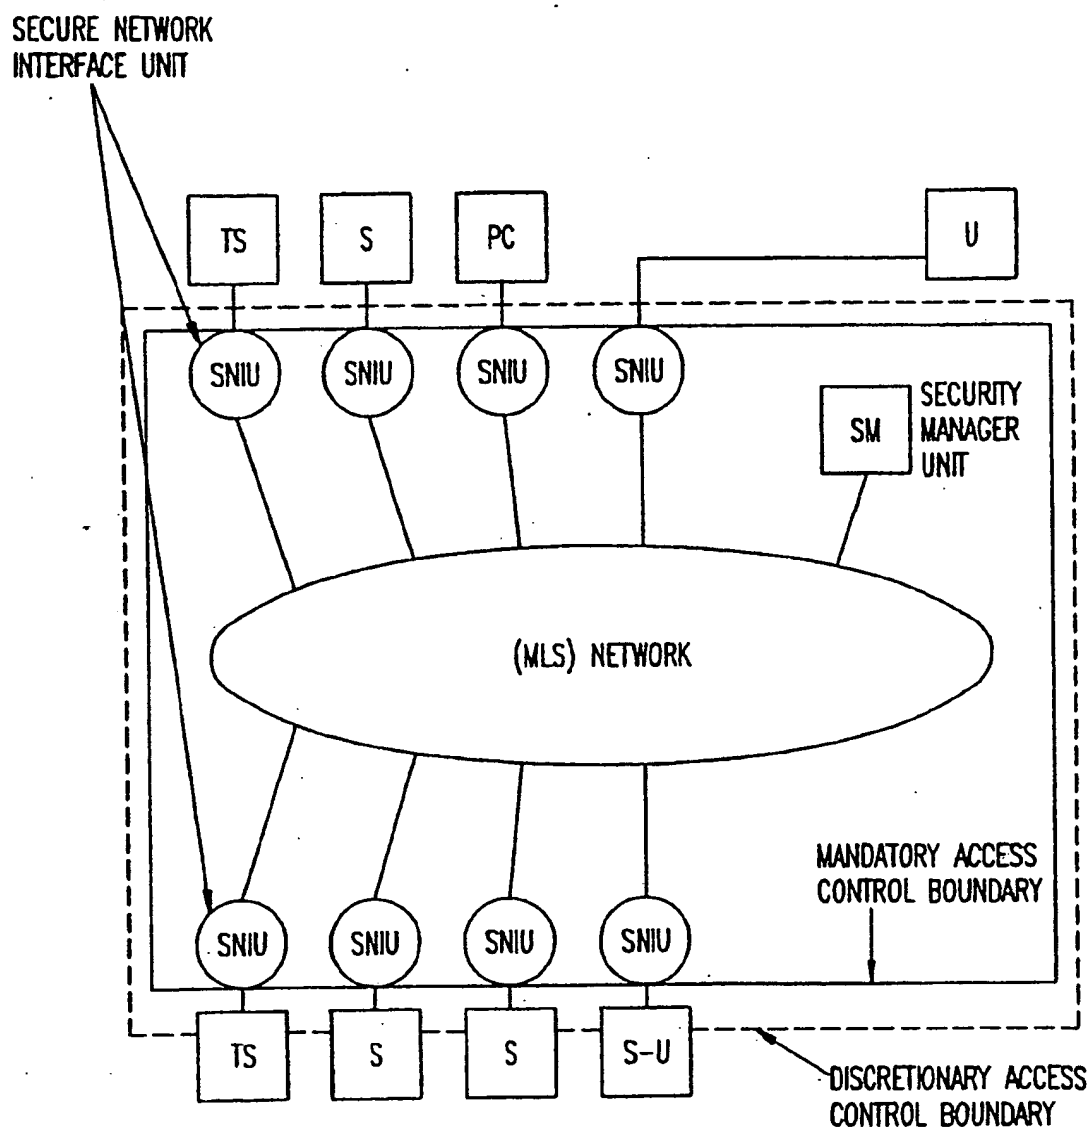 SECURE NETWORK
INTERFACE UNIT
TS
S
PC
U
SNIU
SNIU
SNIU
SNIU
SM
SECURITY
MANAGER
UNIT
(MLS) NETWORK
MANDATORY ACCESS
CONTROL BOUNDARY
SNIU
SNIU
SNIU
SNIU
TS
S
S
S-U
DISCRETIONARY ACCESS
CONTROL BOUNDARY